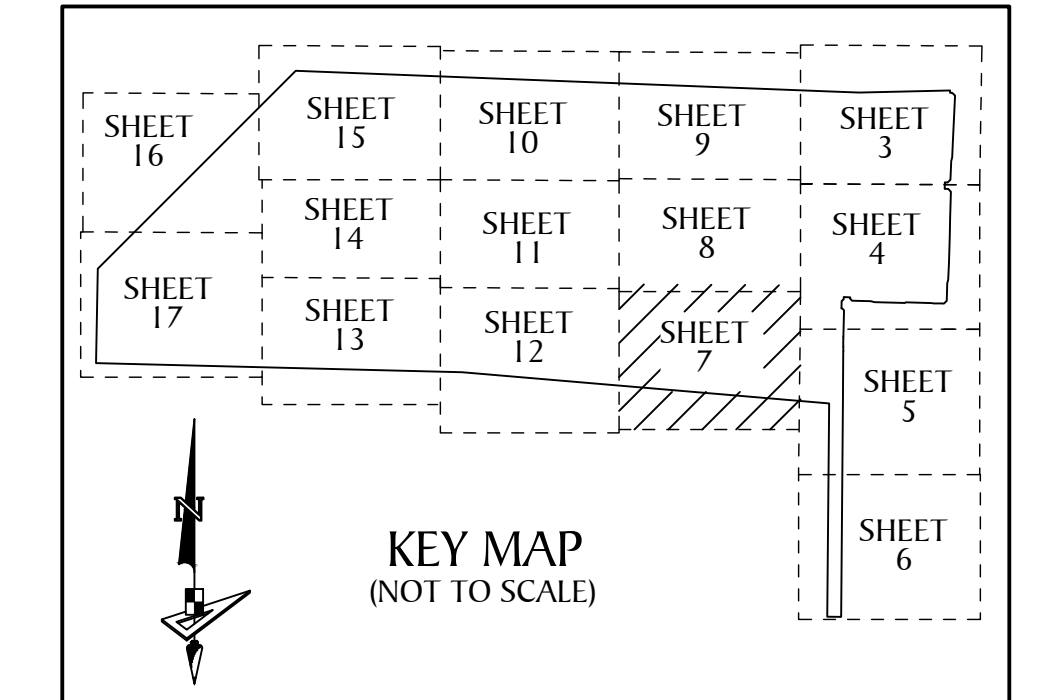 SHEET
16
SHEET
15
SHEET
10
SHEET
9
SHEET
3
SHEET
14
SHEET
11
SHEET
8
SHEET
4
SHEET
17
SHEET
13
SHEET
12
SHEET
7
SHEET
5
SHEET
6
N
KEY MAP
(NOT TO SCALE)